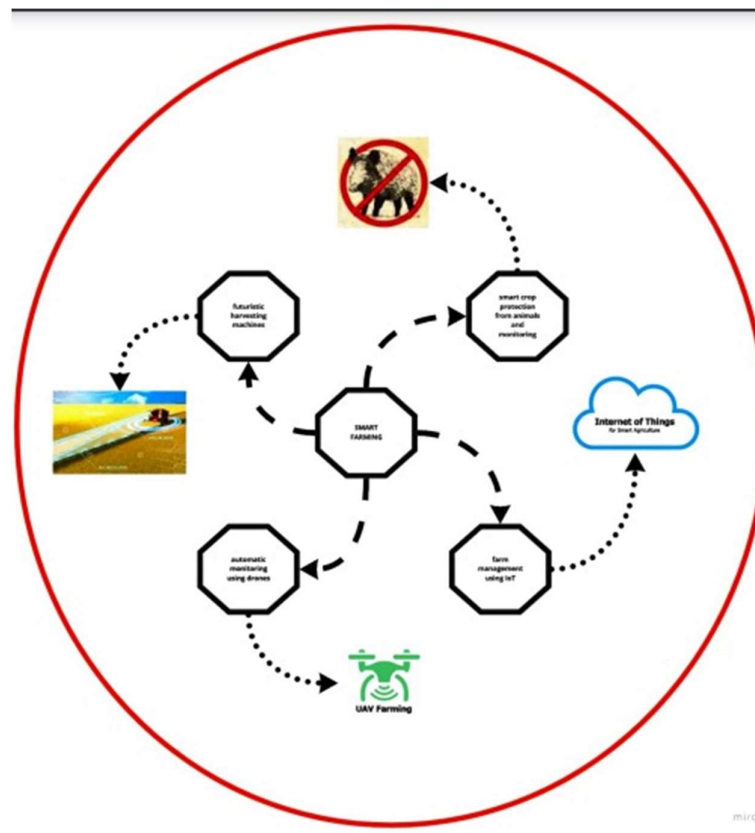 futuristic
harvesting
machines
smart crop
protection
from animals
and
monitoring
Internet of Things
for Smart Agriculture
SMART
FARMING
automatic
monitoring
using drones
farm
management
using IoT
UAV Farming